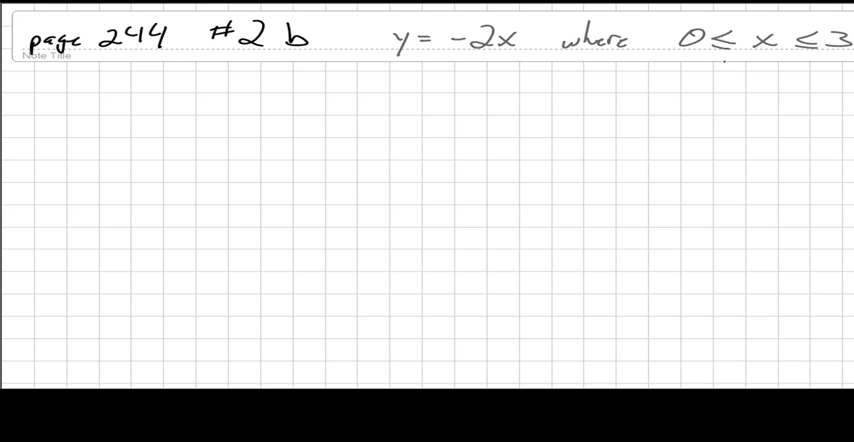 page 244 #2 b y = -2x where 0 ≤ x ≤ 3
Note Title